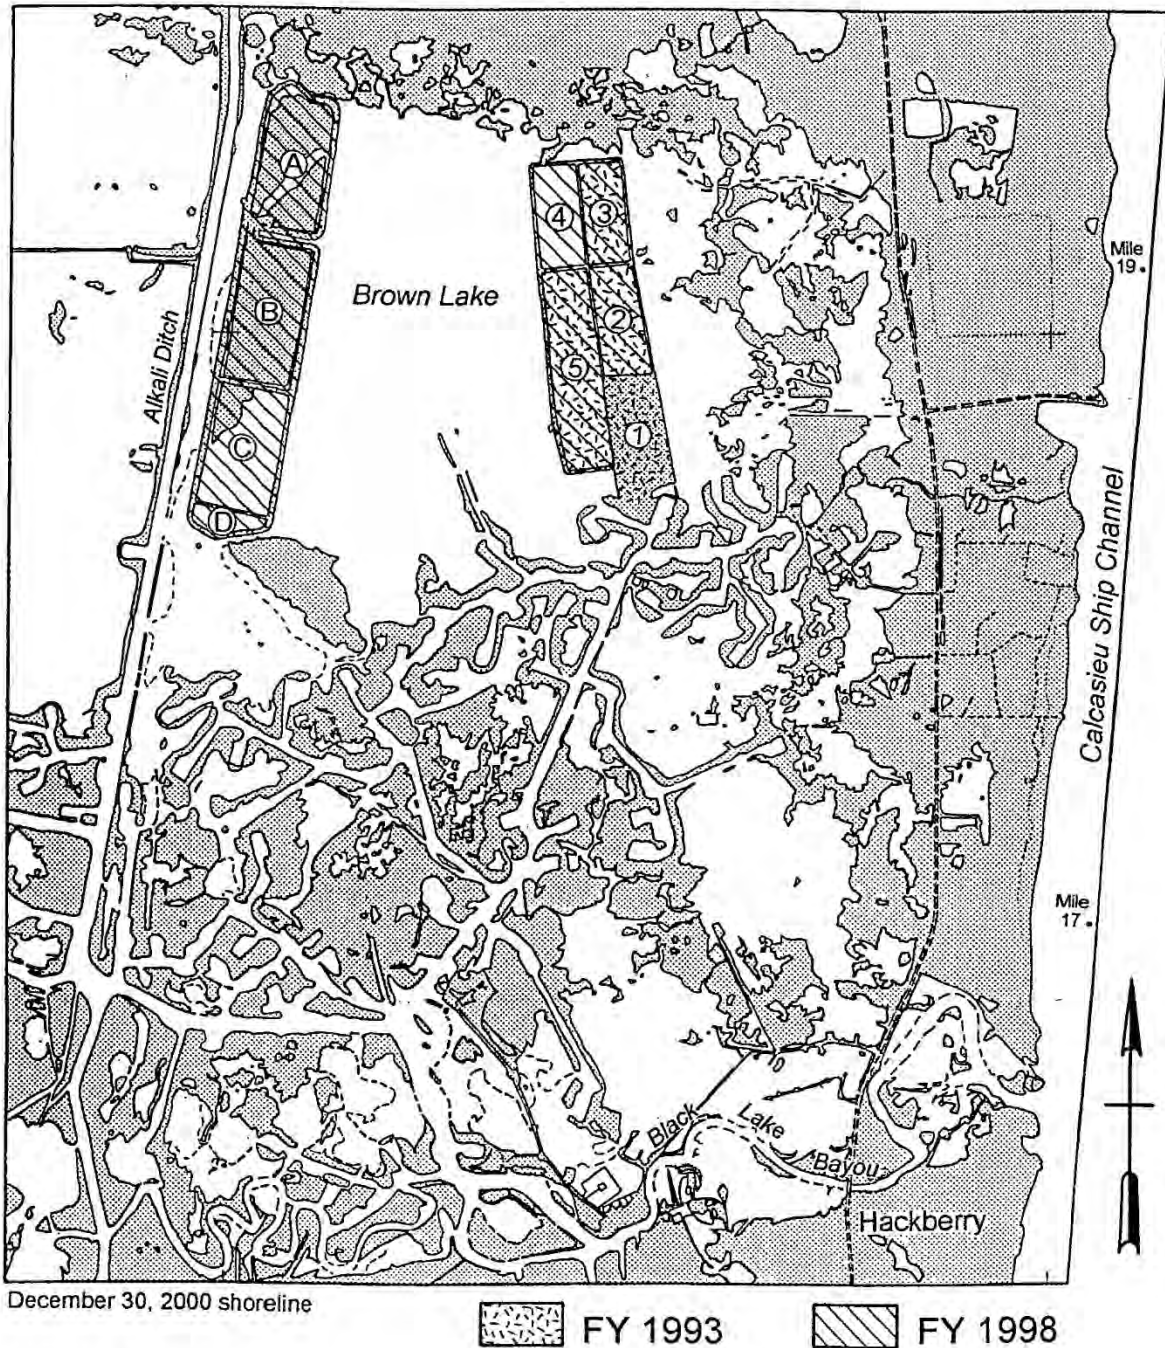 A
4
3
Mile
19
Brown Lake
B
2
5
Alkali Ditch
1
C
D
Calcasieu Ship Channel
Mile
17
Black Lake Bayou
Hackberry
December 30, 2000 shoreline
FY 1993
FY 1998